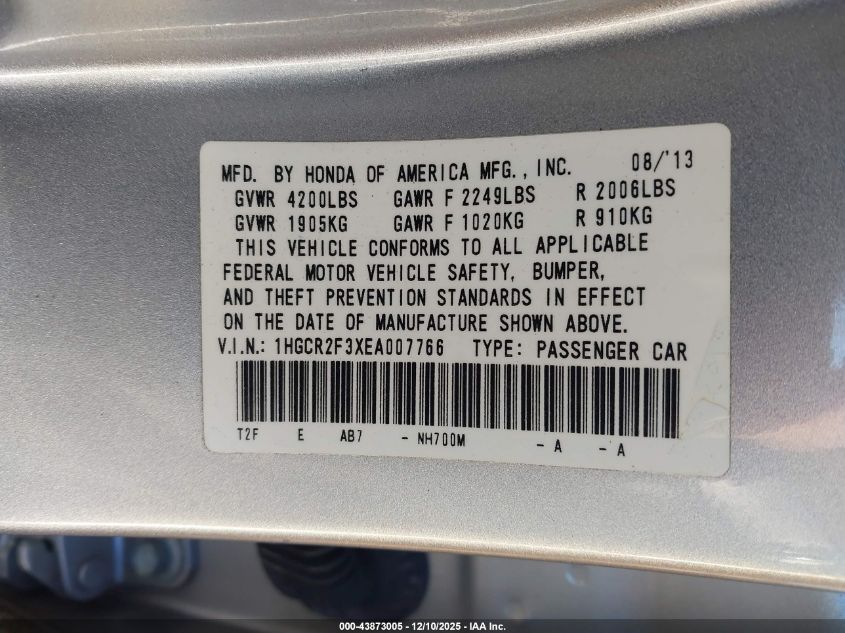 MFD. BY HONDA OF AMERICA MFG., INC. 08/'13
GVWR 4200LBS GAWR F 2249LBS R 2006LBS
GVWR 1905KG GAWR F 1020KG R 910KG
THIS VEHICLE CONFORMS TO ALL APPLICABLE
FEDERAL MOTOR VEHICLE SAFETY, BUMPER,
AND THEFT PREVENTION STANDARDS IN EFFECT
ON THE DATE OF MANUFACTURE SHOWN ABOVE.
V.I.N.: 1HGCR2F3XEA007766 TYPE: PASSENGER CAR
T2F E AB7 - NH700M - A - A
000-43873005 - 12/10/2025 - IAA Inc.